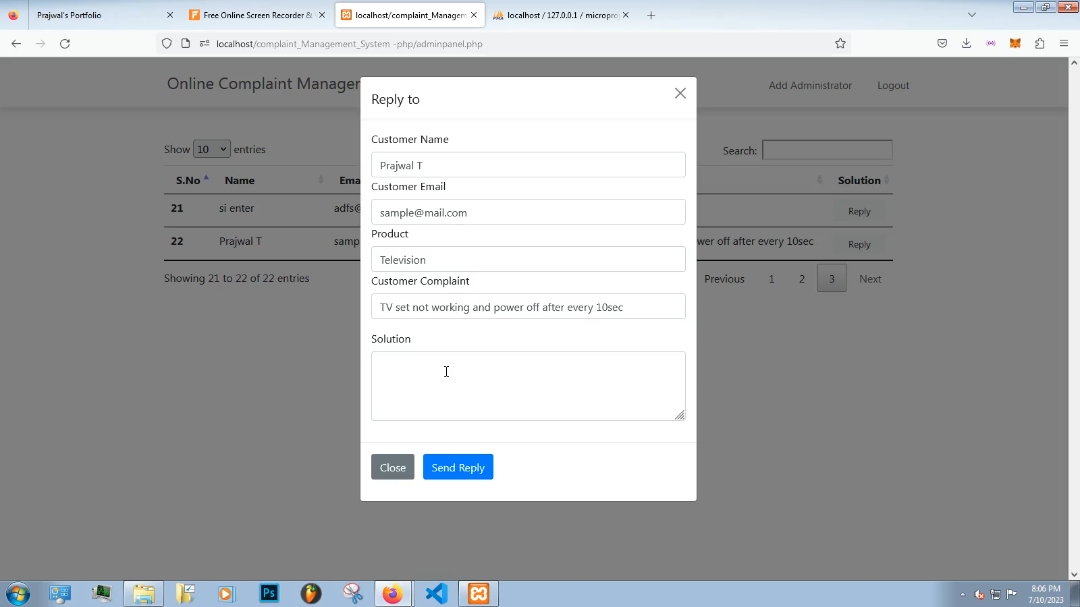 Prajwal's Portfolio
Free Online Screen Recorder &
localhost/complaint_Managem
localhost / 127.0.0.1 / micropro
localhost/complaint_Management_System -php/adminpanel.php
Online Complaint Manager
Add Administrator
Logout
Reply to
Show 10 entries
Search:
S.No Name Ema Solution
21 si enter adfs@ Reply
22 Prajwal T samp wer off after every 10sec Reply
Showing 21 to 22 of 22 entries
Previous 1 2 3 Next
Customer Name
Prajwal T
Customer Email
sample@mail.com
Product
Television
Customer Complaint
TV set not working and power off after every 10sec
Solution
Close Send Reply
Ps
8:06 PM
7/10/2023